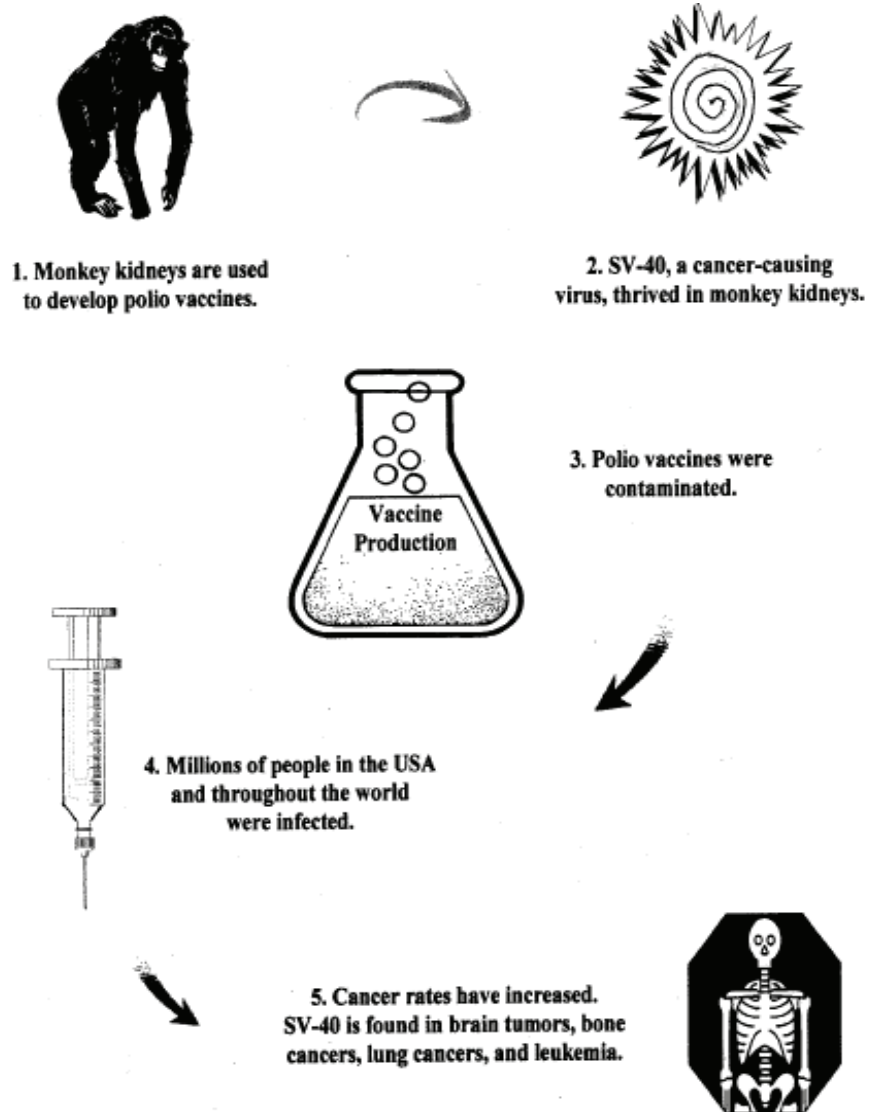 1. Monkey kidneys are used
to develop polio vaccines.
2. SV-40, a cancer-causing
virus, thrived in monkey kidneys.
Vaccine
Production
3. Polio vaccines were
contaminated.
4. Millions of people in the USA
and throughout the world
were infected.
5. Cancer rates have increased.
SV-40 is found in brain tumors, bone
cancers, lung cancers, and leukemia.